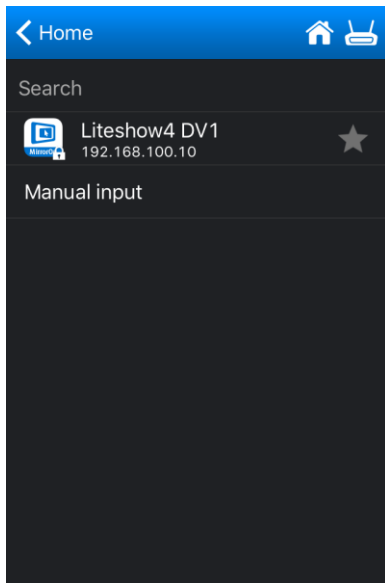 Home
Search
Liteshow4 DV1
192.168.100.10
Manual input